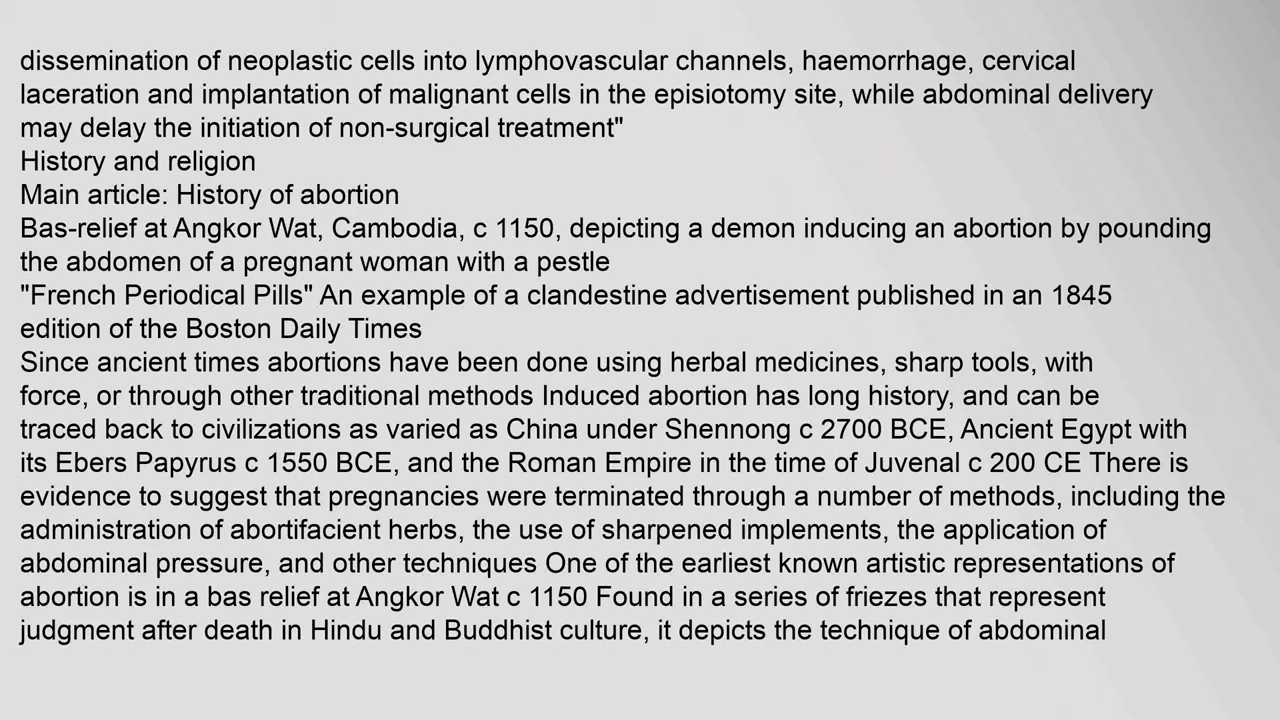 dissemination of neoplastic cells into lymphovascular channels, haemorrhage, cervical
laceration and implantation of malignant cells in the episiotomy site, while abdominal delivery
may delay the initiation of non-surgical treatment"
History and religion
Main article: History of abortion
Bas-relief at Angkor Wat, Cambodia, c 1150, depicting a demon inducing an abortion by pounding
the abdomen of a pregnant woman with a pestle
"French Periodical Pills" An example of a clandestine advertisement published in an 1845
edition of the Boston Daily Times
Since ancient times abortions have been done using herbal medicines, sharp tools, with
force, or through other traditional methods Induced abortion has long history, and can be
traced back to civilizations as varied as China under Shennong c 2700 BCE, Ancient Egypt with
its Ebers Papyrus c 1550 BCE, and the Roman Empire in the time of Juvenal c 200 CE There is
evidence to suggest that pregnancies were terminated through a number of methods, including the
administration of abortifacient herbs, the use of sharpened implements, the application of
abdominal pressure, and other techniques One of the earliest known artistic representations of
abortion is in a bas relief at Angkor Wat c 1150 Found in a series of friezes that represent
judgment after death in Hindu and Buddhist culture, it depicts the technique of abdominal